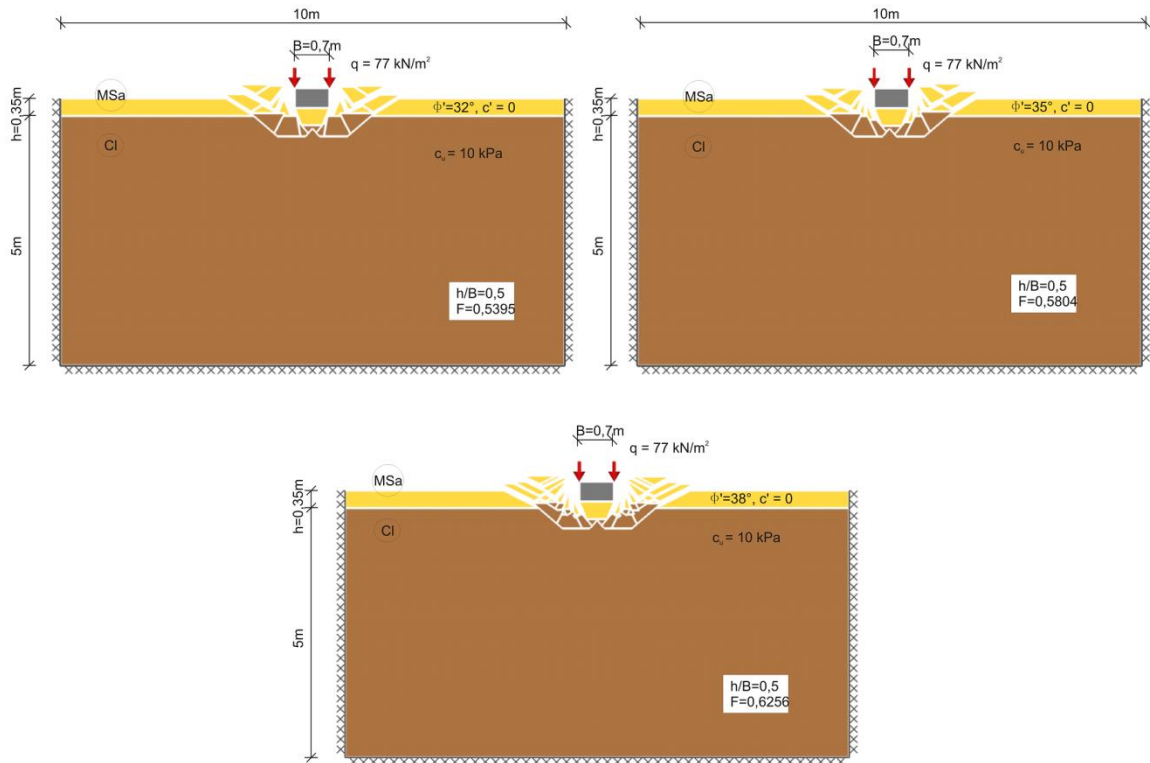 10m
B=0,7m
q = 77 kN/m²
h=0,35m
MSa
Φ'=32°, c' = 0
Cl
cᵤ = 10 kPa
5m
h/B=0,5
F=0,5395
10m
B=0,7m
q = 77 kN/m²
h=0,35m
MSa
Φ'=35°, c' = 0
Cl
cᵤ = 10 kPa
5m
h/B=0,5
F=0,5804
B=0,7m
q = 77 kN/m²
h=0,35m
MSa
Φ'=38°, c' = 0
Cl
cᵤ = 10 kPa
5m
h/B=0,5
F=0,6256